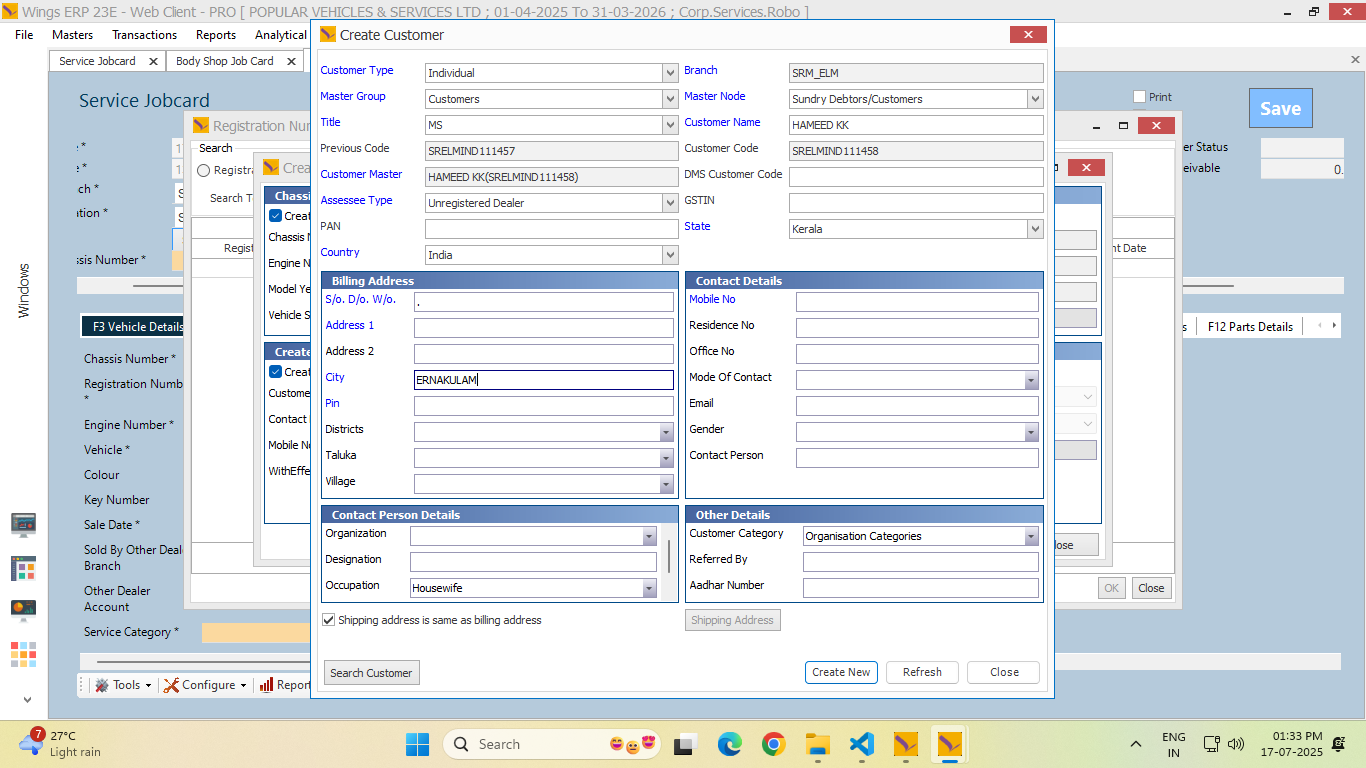 Wings ERP 23E - Web Client - PRO [ POPULAR VEHICLES & SERVICES LTD ; 01-04-2025 To 31-03-2026 ; Corp.Services.Robo ]
File Masters Transactions Reports Analytical
Service Jobcard Body Shop Job Card
Service Jobcard
Print
Save
Registration Nu
Search
Registr
Search T
Regist
Chassis Number *
er Status
eivable 0.
nt Date
Windows
F3 Vehicle Details
F12 Parts Details
Chassis Number *
Registration Numb
*
Engine Number *
Vehicle *
Colour
Key Number
Sale Date *
Sold By Other Deal
Branch
Other Dealer
Account
Service Category *
Chassi
Creat
Chassis N
Engine N
Model Ye
Vehicle S
Create
Creat
Custome
Contact
Mobile No
WithEffe
lose
OK Close
Tools Configure Report
Create Customer
Customer Type Individual Branch SRM_ELM
Master Group Customers Master Node Sundry Debtors/Customers
Title MS Customer Name HAMEED KK
Previous Code SRELMIND111457 Customer Code SRELMIND111458
Customer Master HAMEED KK(SRELMIND111458) DMS Customer Code
Assessee Type Unregistered Dealer GSTIN
PAN State Kerala
Country India
Billing Address
S/o. D/o. W/o. .
Address 1
Address 2
City ERNAKULAM
Pin
Districts
Taluka
Village
Contact Details
Mobile No
Residence No
Office No
Mode Of Contact
Email
Gender
Contact Person
Contact Person Details
Organization
Designation
Occupation Housewife
Other Details
Customer Category Organisation Categories
Referred By
Aadhar Number
Shipping address is same as billing address Shipping Address
Search Customer Create New Refresh Close
7
27°C
Light rain
Search
ENG
IN
01:33 PM
17-07-2025